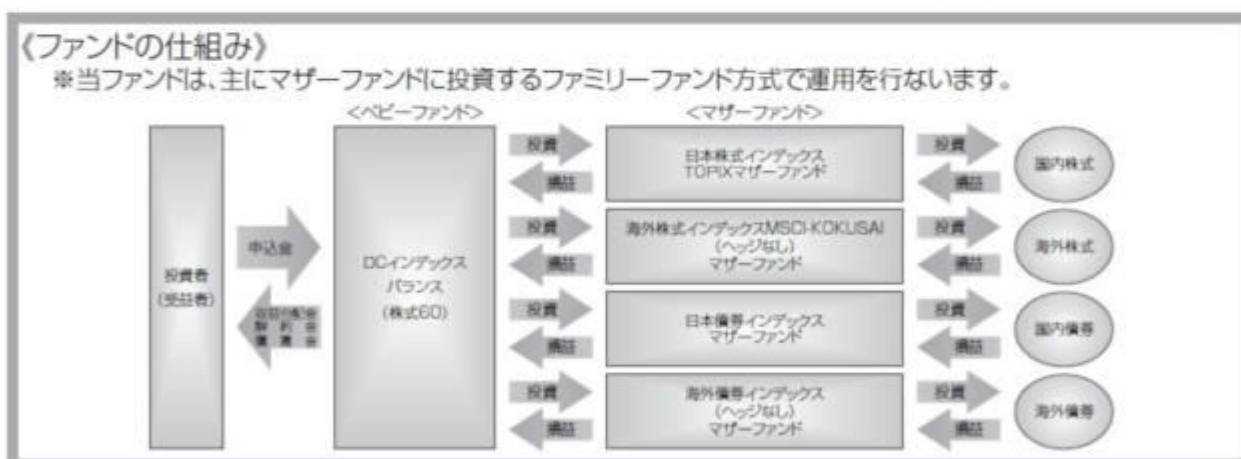 《ファンドの仕組み》
※当ファンドは、主にマザーファンドに投資するファミリーファンド方式で運用を行ないます。
<ベビーファンド>
<マザーファンド>
投資者
(受益者)
申込金
収益分配金
解約金
償還金
DCインデックス
バランス
(株式60)
投資
損益
日本株式インデックス
TOPIXマザーファンド
投資
損益
国内株式
投資
損益
海外株式インデックスMSCI-KOKUSAI
(ヘッジなし)
マザーファンド
投資
損益
海外株式
投資
損益
日本債券インデックス
マザーファンド
投資
損益
国内債券
投資
損益
海外債券インデックス
(ヘッジなし)
マザーファンド
投資
損益
海外債券